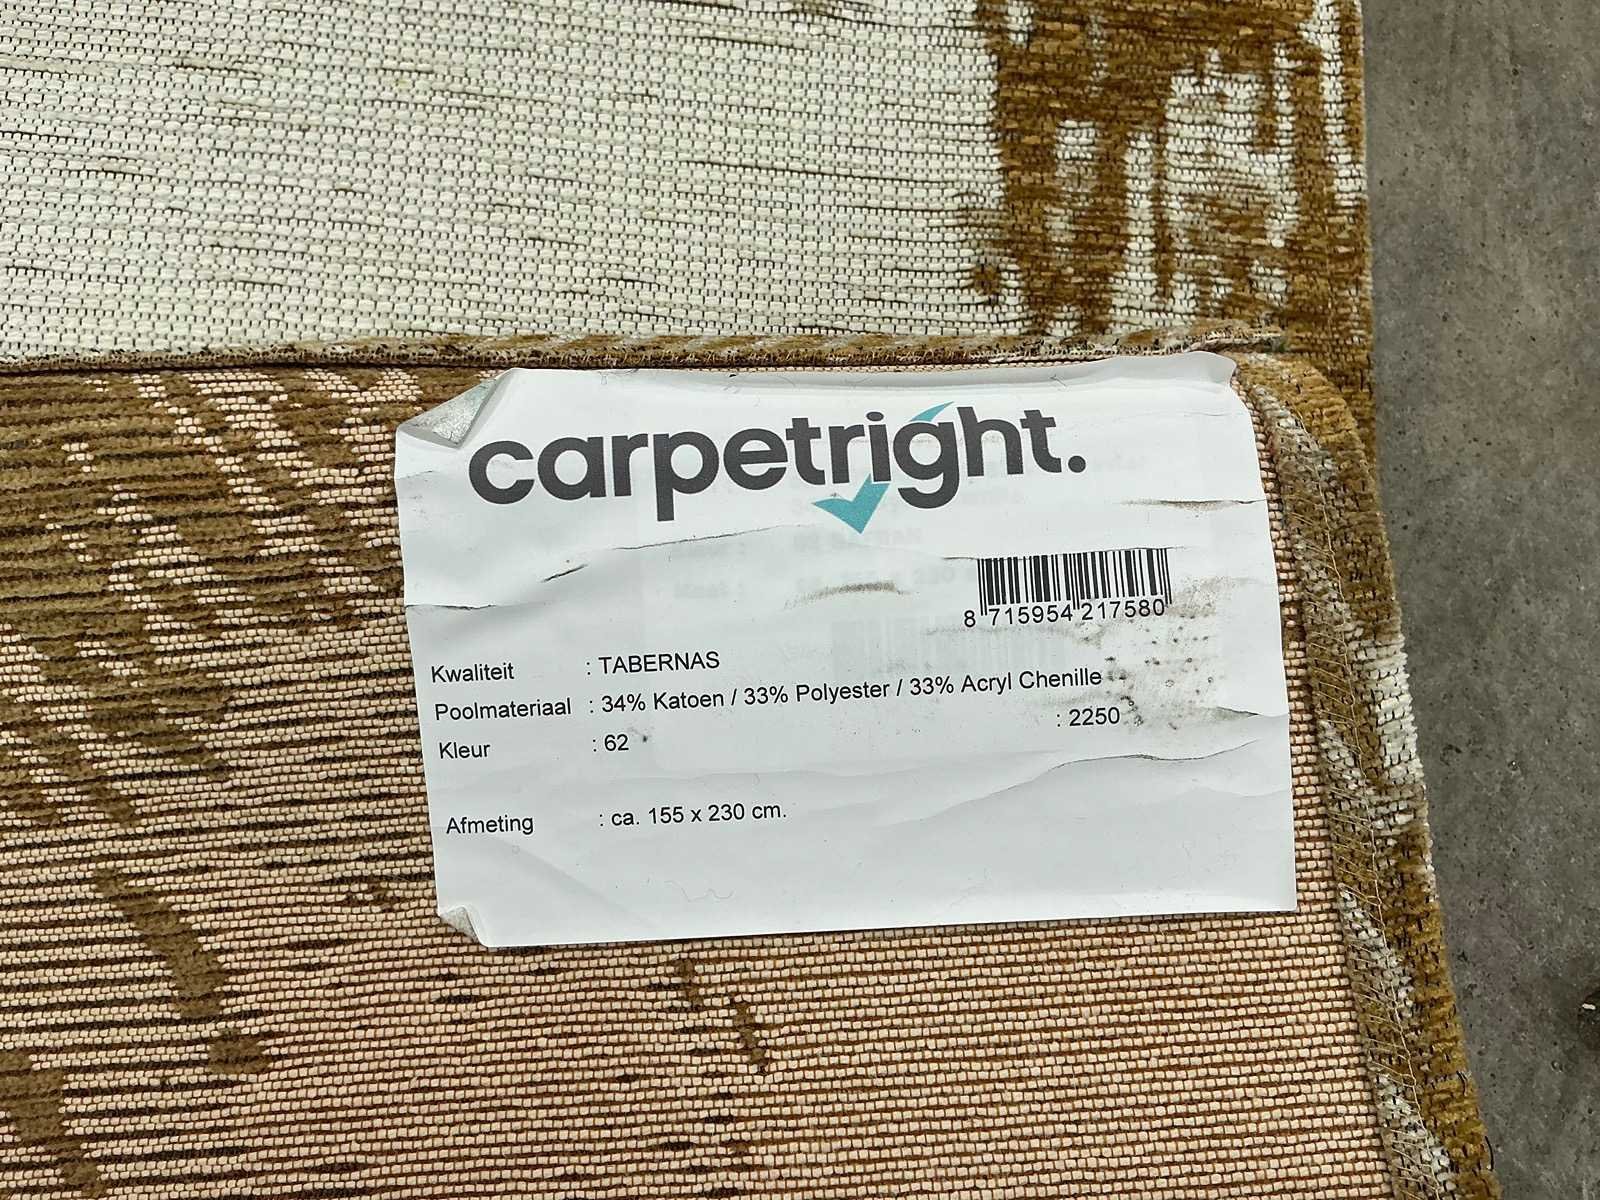 carpetright.
8 715954 217580
Kwaliteit : TABERNAS
Poolmateriaal : 34% Katoen / 33% Polyester / 33% Acryl Chenille
Kleur : 62 : 2250
Afmeting : ca. 155 x 230 cm.